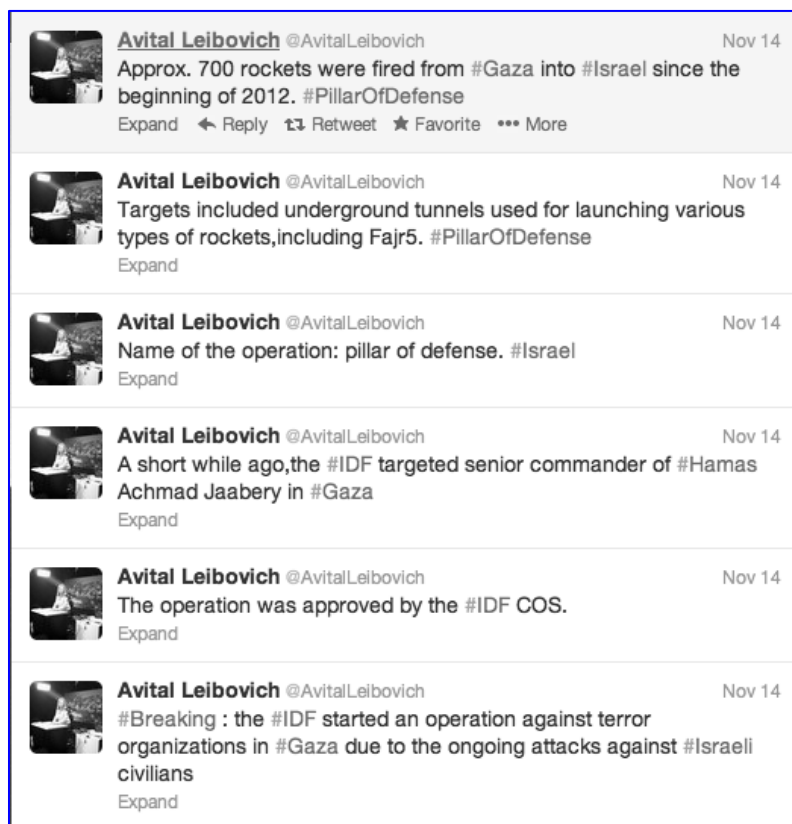 Avital Leibovich @AvitalLeibovich Nov 14
Approx. 700 rockets were fired from #Gaza into #Israel since the
beginning of 2012. #PillarOfDefense
Expand Reply Retweet Favorite More
Avital Leibovich @AvitalLeibovich Nov 14
Targets included underground tunnels used for launching various
types of rockets,including Fajr5. #PillarOfDefense
Expand
Avital Leibovich @AvitalLeibovich Nov 14
Name of the operation: pillar of defense. #Israel
Expand
Avital Leibovich @AvitalLeibovich Nov 14
A short while ago,the #IDF targeted senior commander of #Hamas
Achmad Jaabery in #Gaza
Expand
Avital Leibovich @AvitalLeibovich Nov 14
The operation was approved by the #IDF COS.
Expand
Avital Leibovich @AvitalLeibovich Nov 14
#Breaking : the #IDF started an operation against terror
organizations in #Gaza due to the ongoing attacks against #Israeli
civilians
Expand